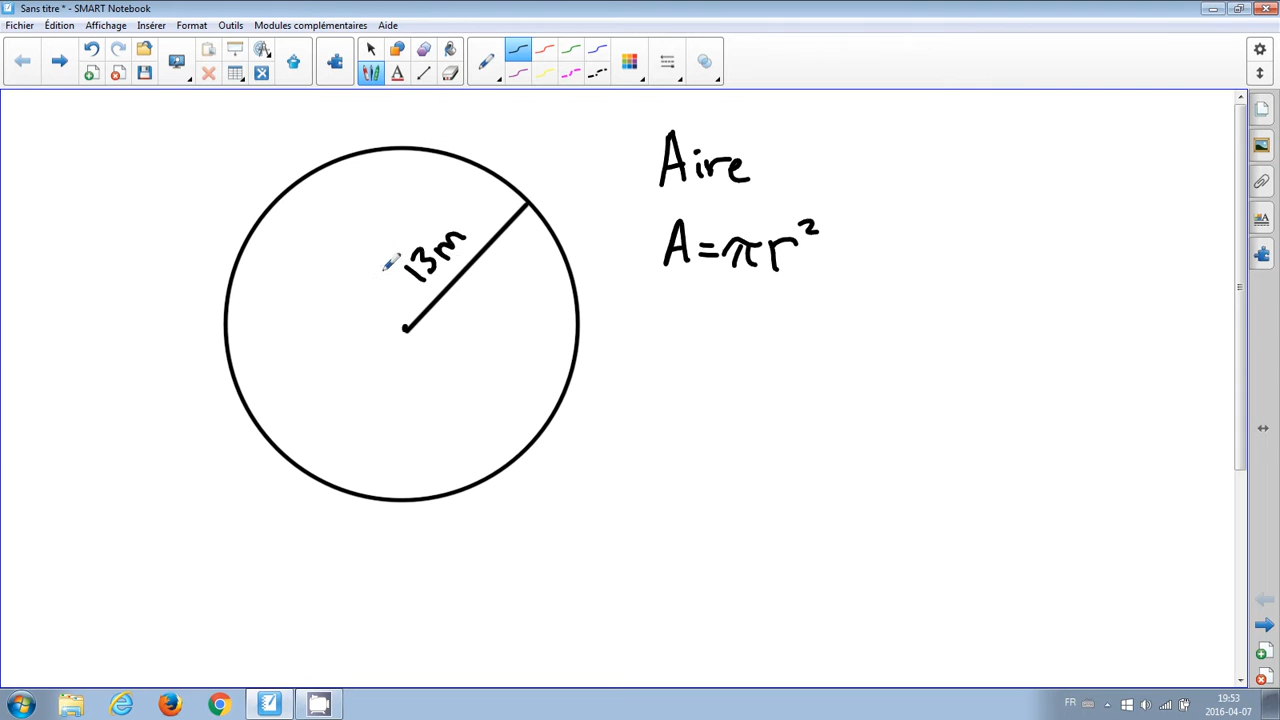 Sans titre * - SMART Notebook
Fichier Édition Affichage Insérer Format Outils Modules complémentaires Aide
Aire
A=πr²
13m
FR
19:53
2016-04-07